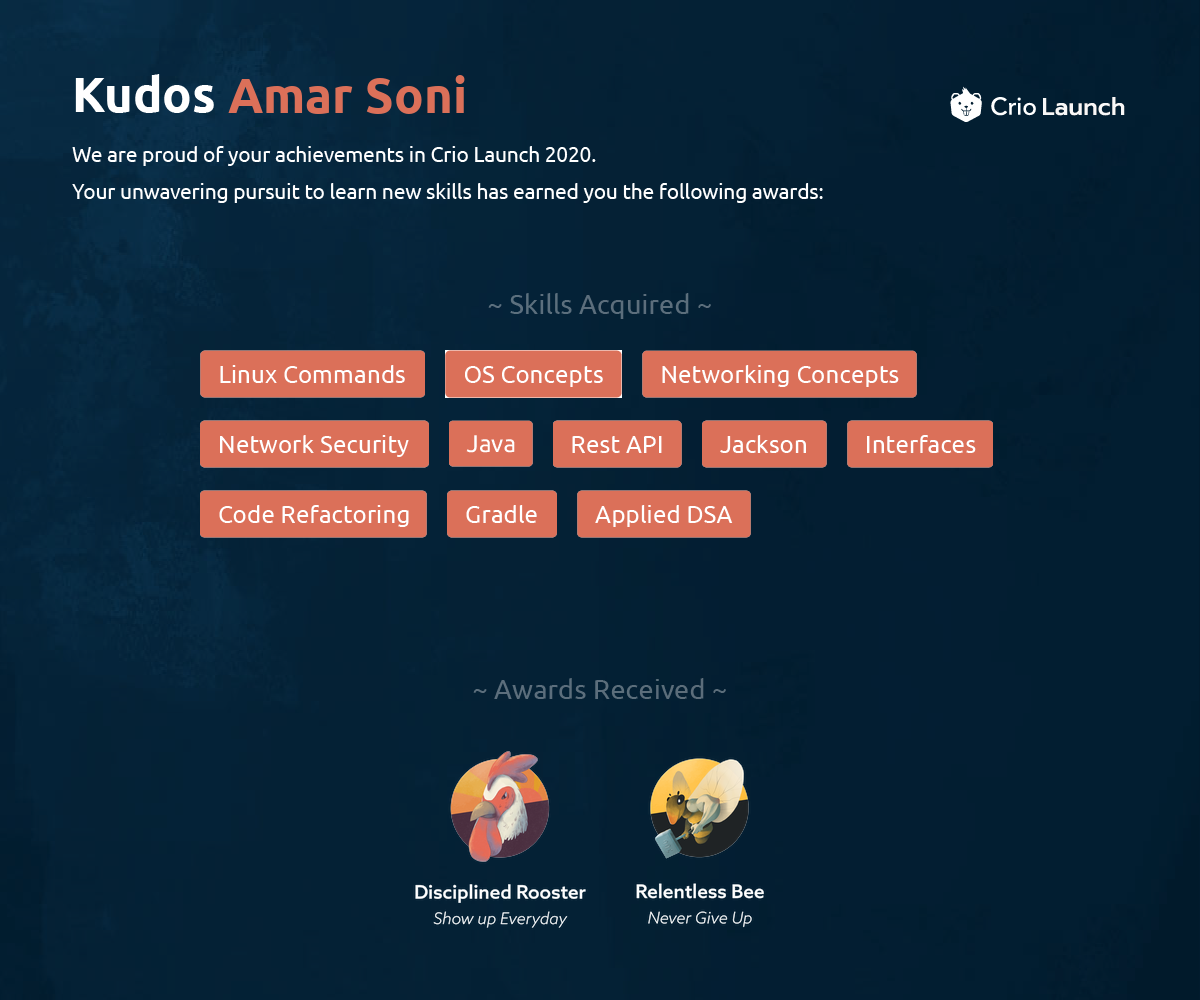 Kudos Amar Soni
Crio Launch
We are proud of your achievements in Crio Launch 2020.
Your unwavering pursuit to learn new skills has earned you the following awards:
~ Skills Acquired ~
Linux Commands OS Concepts Networking Concepts
Network Security Java Rest API Jackson Interfaces
Code Refactoring Gradle Applied DSA
~ Awards Received ~
Disciplined Rooster Relentless Bee
Show up Everyday Never Give Up